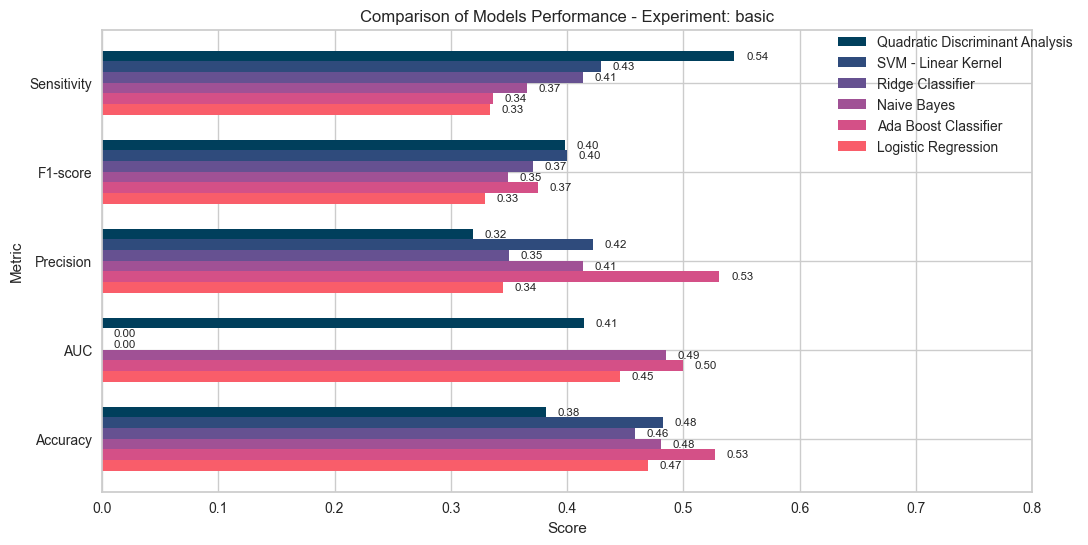 Comparison of Models Performance - Experiment: basic
Quadratic Discriminant Analysis
SVM - Linear Kernel
Ridge Classifier
Naive Bayes
Ada Boost Classifier
Logistic Regression
Metric
Sensitivity
0.54
0.43
0.41
0.37
0.34
0.33
F1-score
0.40
0.40
0.37
0.35
0.37
0.33
Precision
0.32
0.42
0.35
0.41
0.53
0.34
AUC
0.41
0.00
0.00
0.49
0.50
0.45
Accuracy
0.38
0.48
0.46
0.48
0.53
0.47
0.0 0.1 0.2 0.3 0.4 0.5 0.6 0.7 0.8
Score